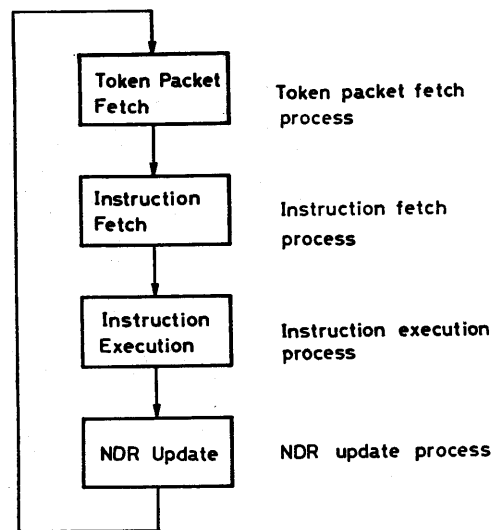 Token Packet
Fetch
Token packet fetch
process
Instruction
Fetch
Instruction fetch
process
Instruction
Execution
Instruction execution
process
NDR Update
NDR update process